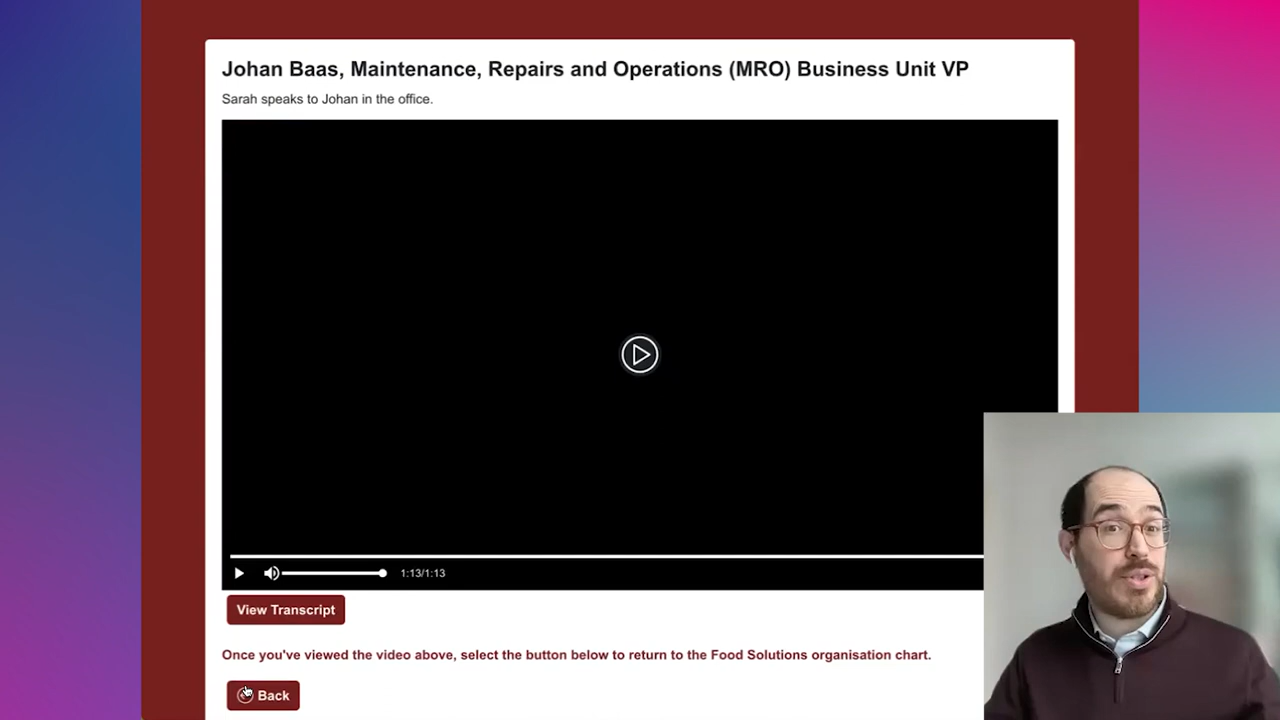 Johan Baas, Maintenance, Repairs and Operations (MRO) Business Unit VP
Sarah speaks to Johan in the office.
1:13/1:13
View Transcript
Once you've viewed the video above, select the button below to return to the Food Solutions organisation chart.
Back